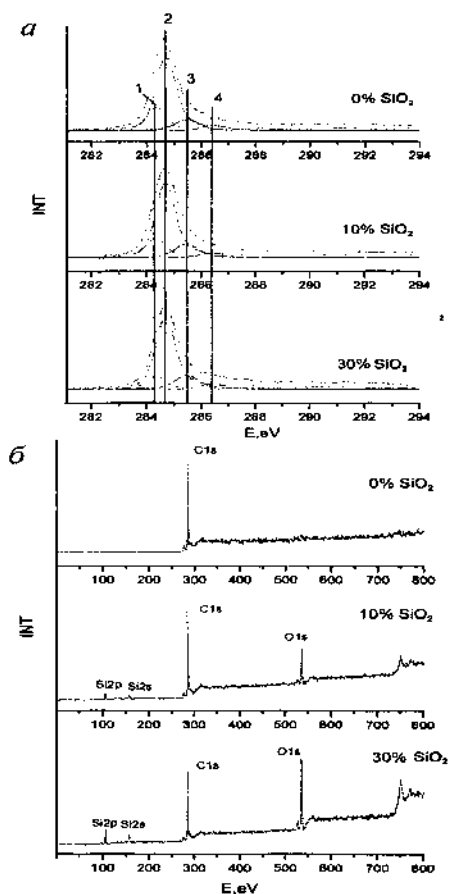 а
2
1
3
4
0% SiO2
282 284 286 288 290 292 294
10% SiO2
INT
282 284 286 288 290 292 294
2
30% SiO2
282 284 286 288 290 292 294
E,eV
б
C1s
0% SiO2
100 200 300 400 500 600 700 800
C1s
10% SiO2
O1s
INT
Si2p Si2s
100 200 300 400 500 600 700 800
C1s
O1s
30% SiO2
Si2p Si2s
100 200 300 400 500 600 700 800
E,eV